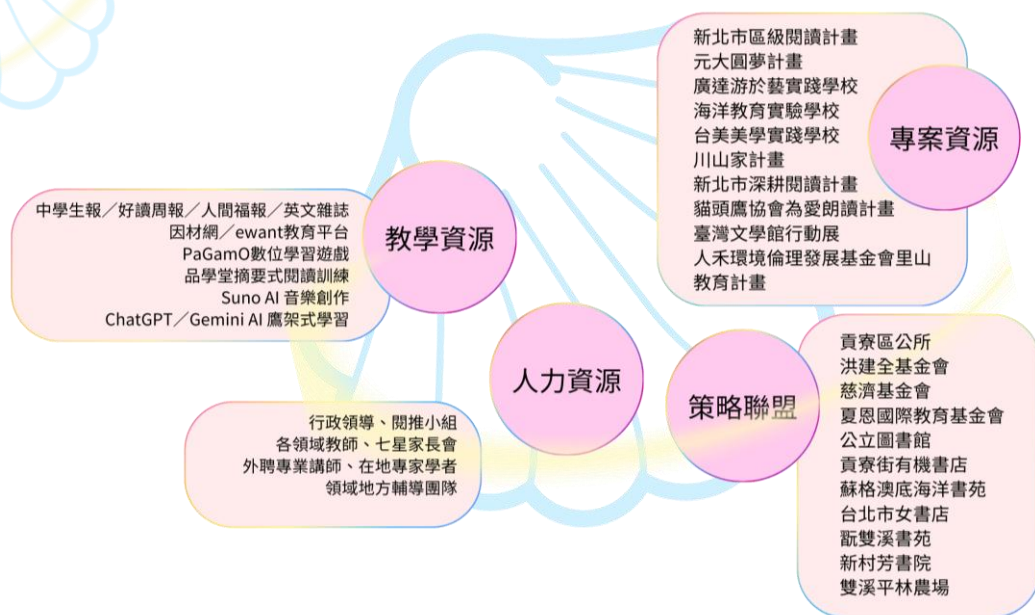 教學資源
中學生報／好讀周報／人間福報／英文雜誌
因材網／ewant教育平台
PaGamO數位學習遊戲
品學堂摘要式閱讀訓練
Suno AI 音樂創作
ChatGPT／Gemini AI 鷹架式學習
人力資源
行政領導、閱推小組
各領域教師、七星家長會
外聘專業講師、在地專家學者
領域地方輔導團隊
專案資源
新北市區級閱讀計畫
元大圓夢計畫
廣達游於藝實踐學校
海洋教育實驗學校
台美美學實踐學校
川山家計畫
新北市深耕閱讀計畫
貓頭鷹協會為愛朗讀計畫
臺灣文學館行動展
人禾環境倫理發展基金會里山
教育計畫
策略聯盟
貢寮區公所
洪建全基金會
慈濟基金會
夏恩國際教育基金會
公立圖書館
貢寮街有機書店
蘇格澳底海洋書苑
台北市女書店
翫雙溪書苑
新村芳書院
雙溪平林農場